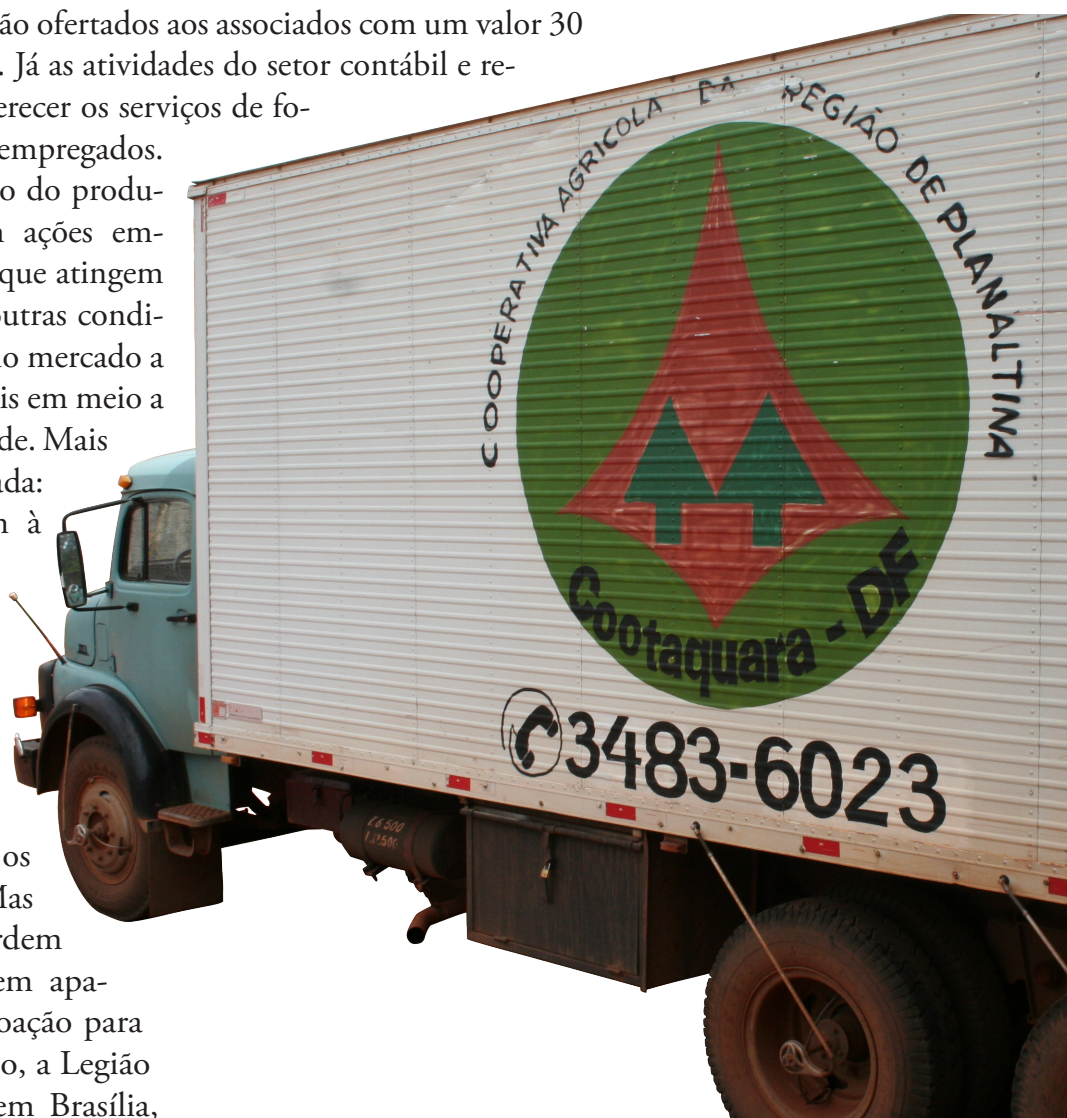 ão ofertados aos associados com um valor 30
. Já as atividades do setor contábil e re-
erecer os serviços de fo-
empregados.
o do produ-
ações em-
que atingem
outras condi-
o mercado a
is em meio a
de. Mais
ada:
à
COOPERATIVA AGRICOLA DA REGIÃO DE PLANALTINA
Cootaquara - DF
3483-6023
os
Mas
rdem
em apa-
oação para
o, a Legião
em Brasília,